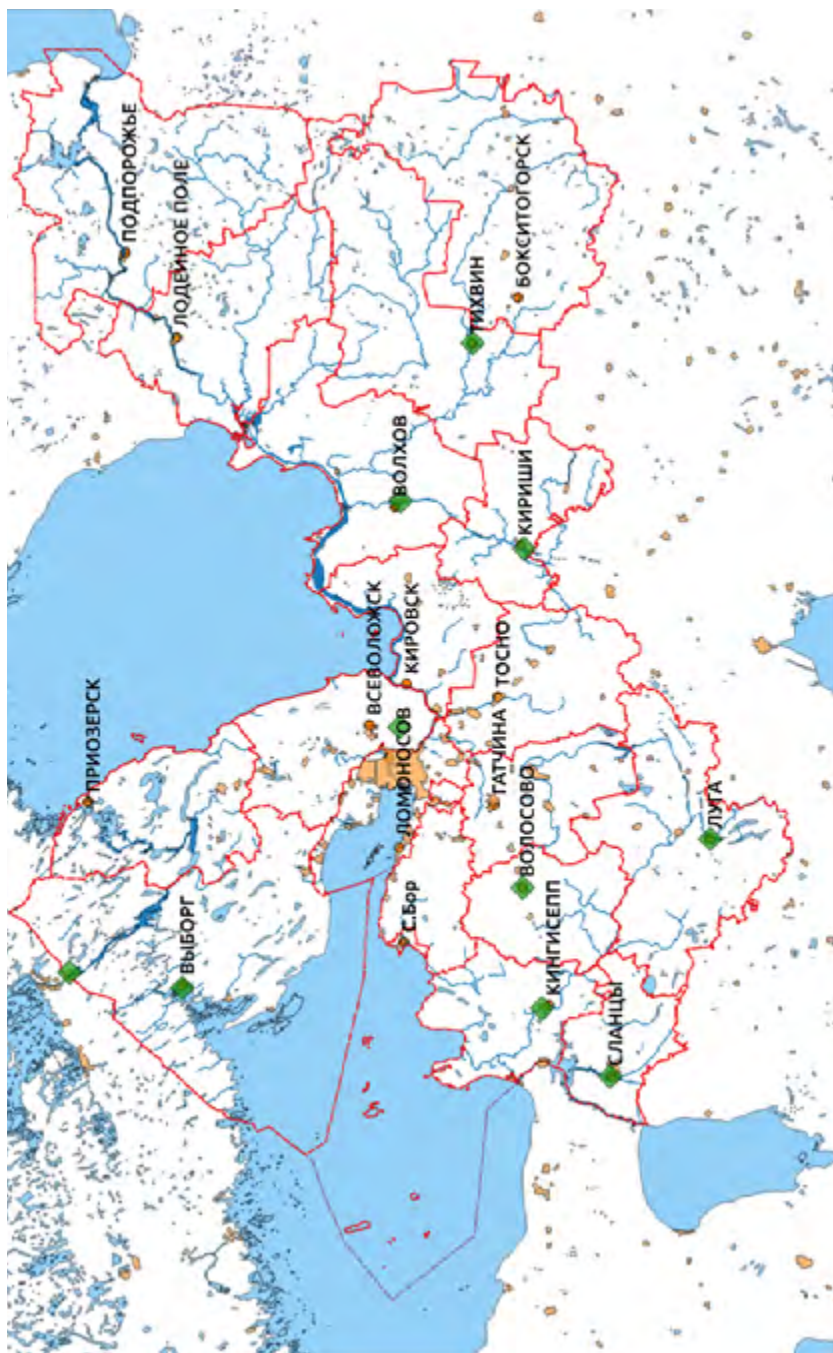 ПОДПОРОЖЬЕ
ЛОДЕЙНОЕ ПОЛЕ
ПРИОЗЕРСК
ВЫБОРГ
ВСЕВОЛОЖСК
КИРОВСК
ВОЛХОВ
ТИХВИН
БОКСИТОГОРСК
ЛОМОНОСОВ
С.Бор
ТОСНО
ГАТЧИНА
КИРИШИ
ВОЛОСОВО
КИНГИСЕПП
СЛАНЦЫ
ЛУГА